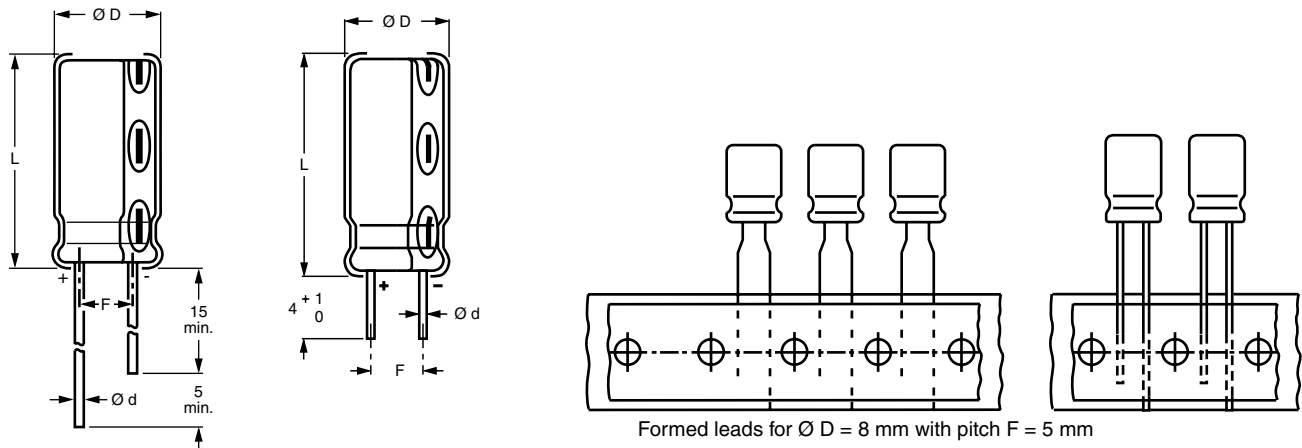 Ø D
L
+
-
F
15
min.
Ø d
5
min.
Ø D
L
+
-
4 + 1
0
Ø d
F
Formed leads for Ø D = 8 mm with pitch F = 5 mm